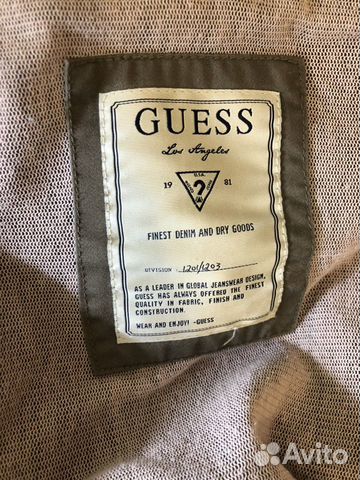 GUESS
Los Angeles
U.S.A.
19 ? 81
FINEST DENIM AND DRY GOODS
DIVISION 1201/1203
AS A LEADER IN GLOBAL JEANSWEAR DESIGN,
GUESS HAS ALWAYS OFFERED THE FINEST
QUALITY IN FABRIC, FINISH AND
CONSTRUCTION.
WEAR AND ENJOY! -GUESS
Avito